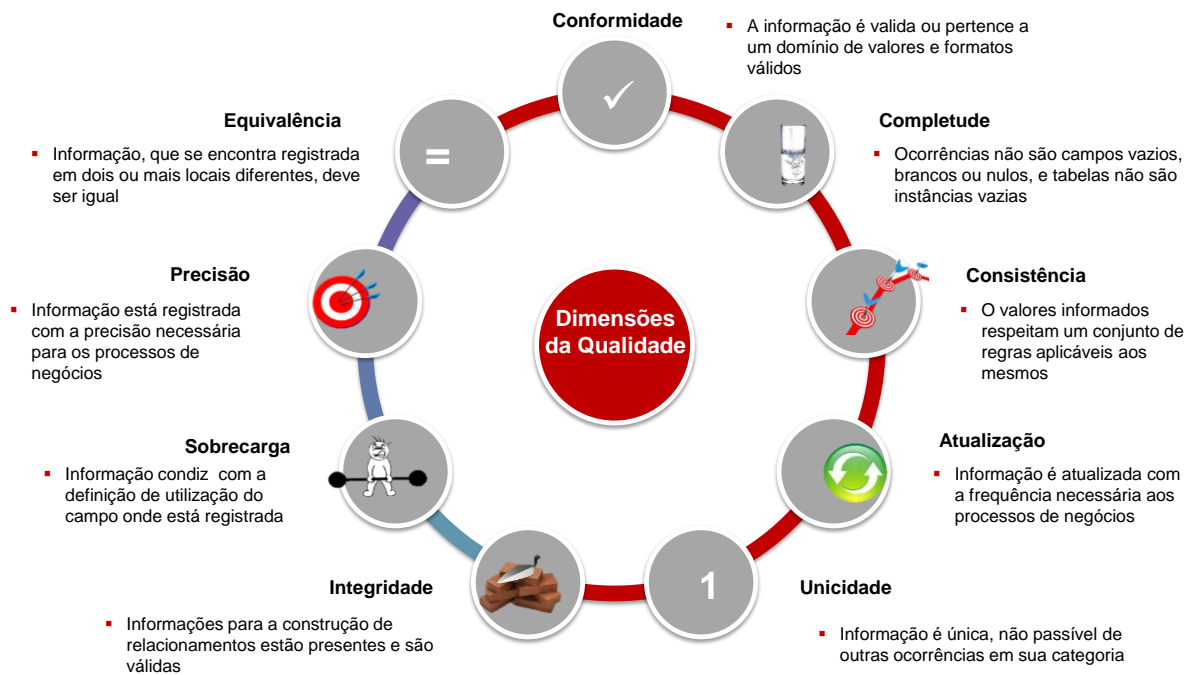 Conformidade
▪ A informação é valida ou pertence a
um domínio de valores e formatos
válidos
✓
Completude
▪ Ocorrências não são campos vazios,
brancos ou nulos, e tabelas não são
instâncias vazias
Consistência
▪ O valores informados
respeitam um conjunto de
regras aplicáveis aos
mesmos
Atualização
▪ Informação é atualizada com
a frequência necessária aos
processos de negócios
Unicidade
▪ Informação é única, não passível de
outras ocorrências em sua categoria
1
Integridade
▪ Informações para a construção de
relacionamentos estão presentes e são
válidas
Sobrecarga
▪ Informação condiz com a
definição de utilização do
campo onde está registrada
Precisão
▪ Informação está registrada
com a precisão necessária
para os processos de
negócios
Equivalência
▪ Informação, que se encontra registrada
em dois ou mais locais diferentes, deve
ser igual
=
Dimensões
da Qualidade